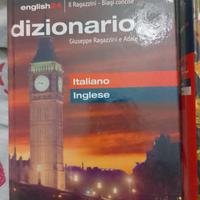 english24
Il Ragazzini - Biagi concise
dizionario
Giuseppe Ragazzini e Adele
Italiano
Inglese